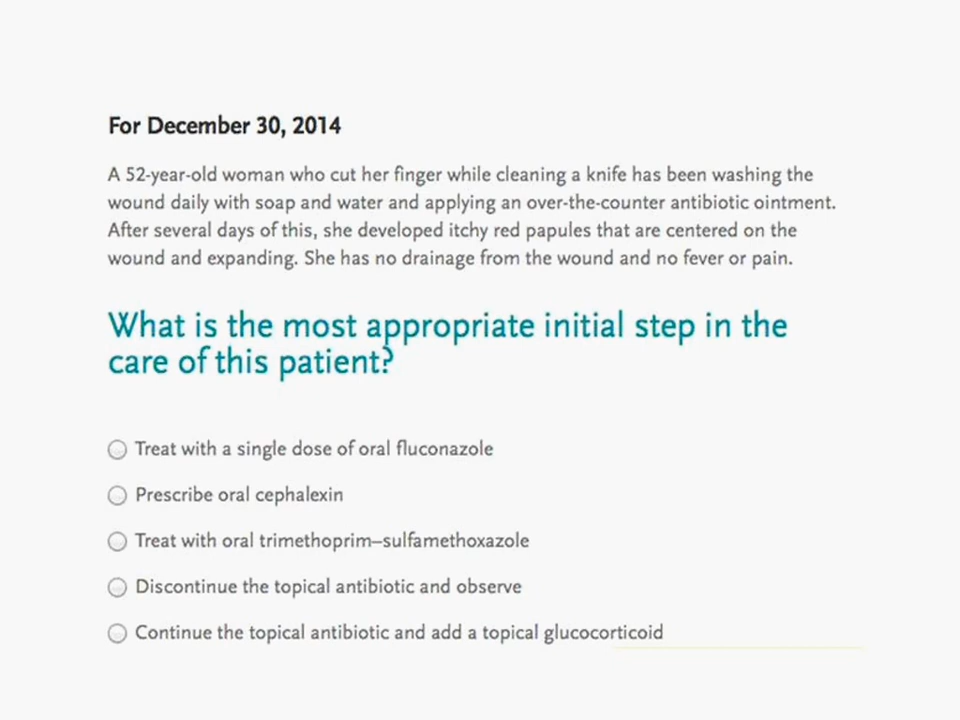 For December 30, 2014
A 52-year-old woman who cut her finger while cleaning a knife has been washing the
wound daily with soap and water and applying an over-the-counter antibiotic ointment.
After several days of this, she developed itchy red papules that are centered on the
wound and expanding. She has no drainage from the wound and no fever or pain.
What is the most appropriate initial step in the
care of this patient?
Treat with a single dose of oral fluconazole
Prescribe oral cephalexin
Treat with oral trimethoprim–sulfamethoxazole
Discontinue the topical antibiotic and observe
Continue the topical antibiotic and add a topical glucocorticoid